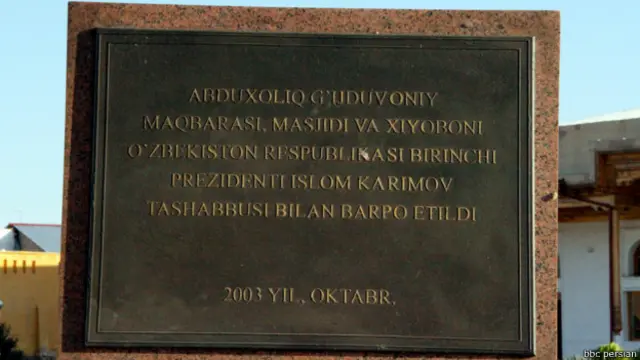 ABDUXOLIQ G'IJDUVONIY
MAQBARASI, MASJIDI VA XIYOBONI
O'ZBEKISTON RESPUBLIKASI BIRINCHI
PREZIDENTI ISLOM KARIMOV
TASHABBUSI BILAN BARPO ETILDI
2003 YIL, OKTABR.
bbc persian